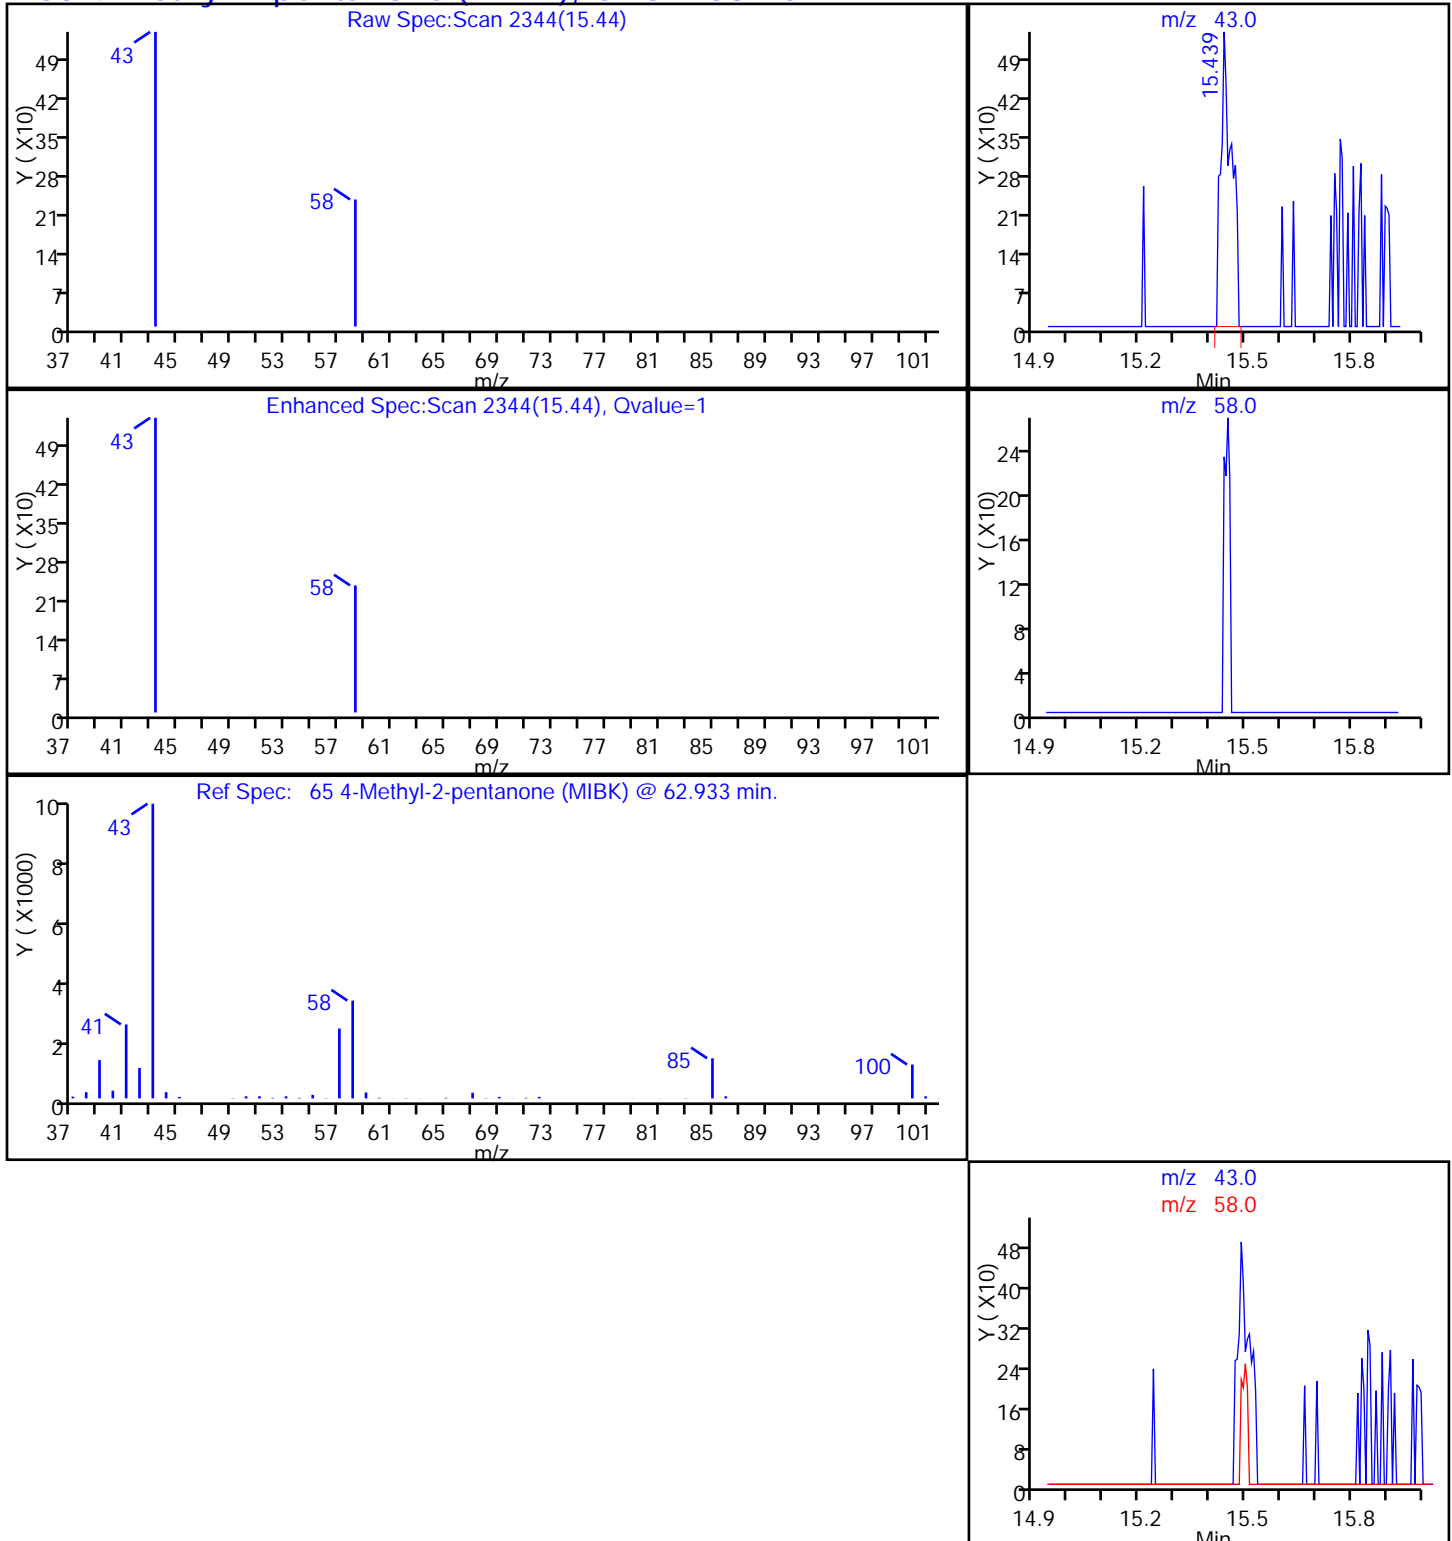 Raw Spec:Scan 2344(15.44)
43
58
49
42
35
28
21
14
7
0
Y ( X10)
37 41 45 49 53 57 61 65 69 73 77 81 85 89 93 97 101
m/z
m/z 43.0
15.439
49
42
35
28
21
14
7
0
Y ( X10)
14.9 15.2 15.5 15.8
Min
Enhanced Spec:Scan 2344(15.44), Qvalue=1
43
58
49
42
35
28
21
14
7
0
Y ( X10)
37 41 45 49 53 57 61 65 69 73 77 81 85 89 93 97 101
m/z
m/z 58.0
24
20
16
12
8
4
0
Y ( X10)
14.9 15.2 15.5 15.8
Min
Ref Spec: 65 4-Methyl-2-pentanone (MIBK) @ 62.933 min.
43
58
41
85
100
10
8
6
4
2
0
Y ( X1000)
37 41 45 49 53 57 61 65 69 73 77 81 85 89 93 97 101
m/z
m/z 43.0
m/z 58.0
48
40
32
24
16
8
0
Y ( X10)
14.9 15.2 15.5 15.8
Min